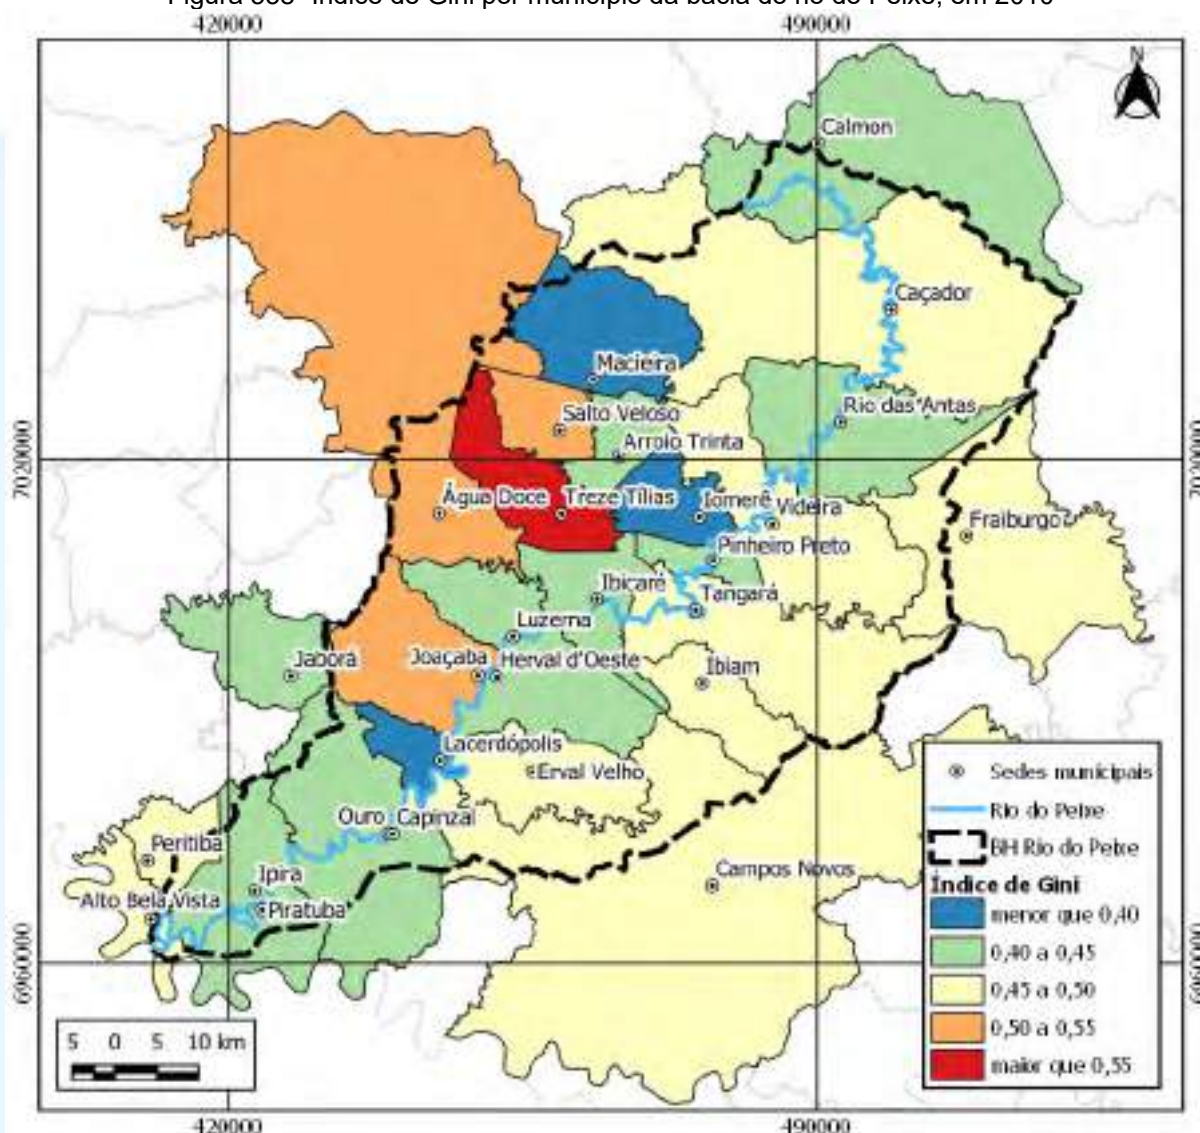 420000 490000
N
Calmon
Caçador
Macieira
Rio das Antas
Salto Veloso
Arroio Trinta
7020000 7020000
Água Doce Treze Tílias Iomerê Videira
Fraiburgo
Pinheiro Preto
Ibicaré Tangará
Luzerna
Jaborá Joaçaba Herval d'Oeste Ibiam
Lacerdópolis
Erval Velho
Ouro Capinzal
Peritiba
Ipira
Campos Novos
Alto Bela Vista
Piratuba
6960000 6960000
Sedes municipais
Rio do Peixe
BH Rio do Peixe
Índice de Gini
menor que 0,40
0,40 a 0,45
0,45 a 0,50
0,50 a 0,55
maior que 0,55
5 0 5 10 km
420000 490000